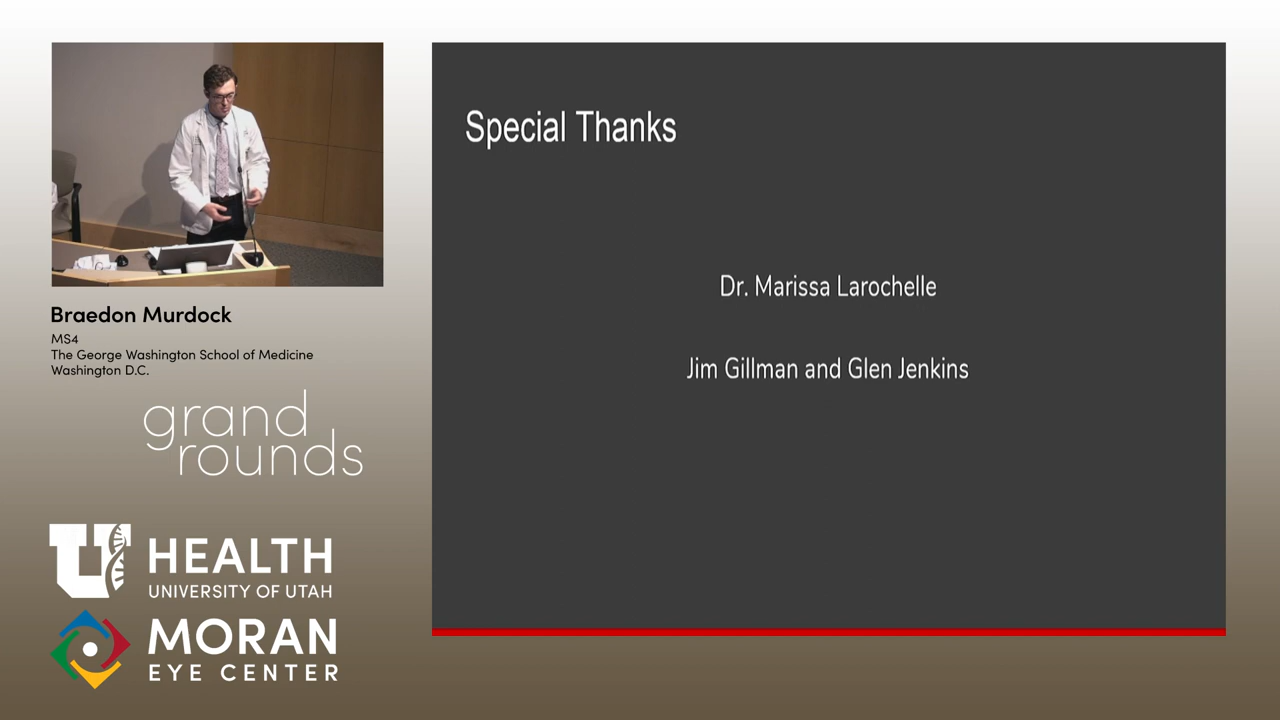 Special Thanks
Dr. Marissa Larochelle
Jim Gillman and Glen Jenkins
Braedon Murdock
MS4
The George Washington School of Medicine
Washington D.C.
grand
rounds
U HEALTH
UNIVERSITY OF UTAH
MORAN
EYE CENTER